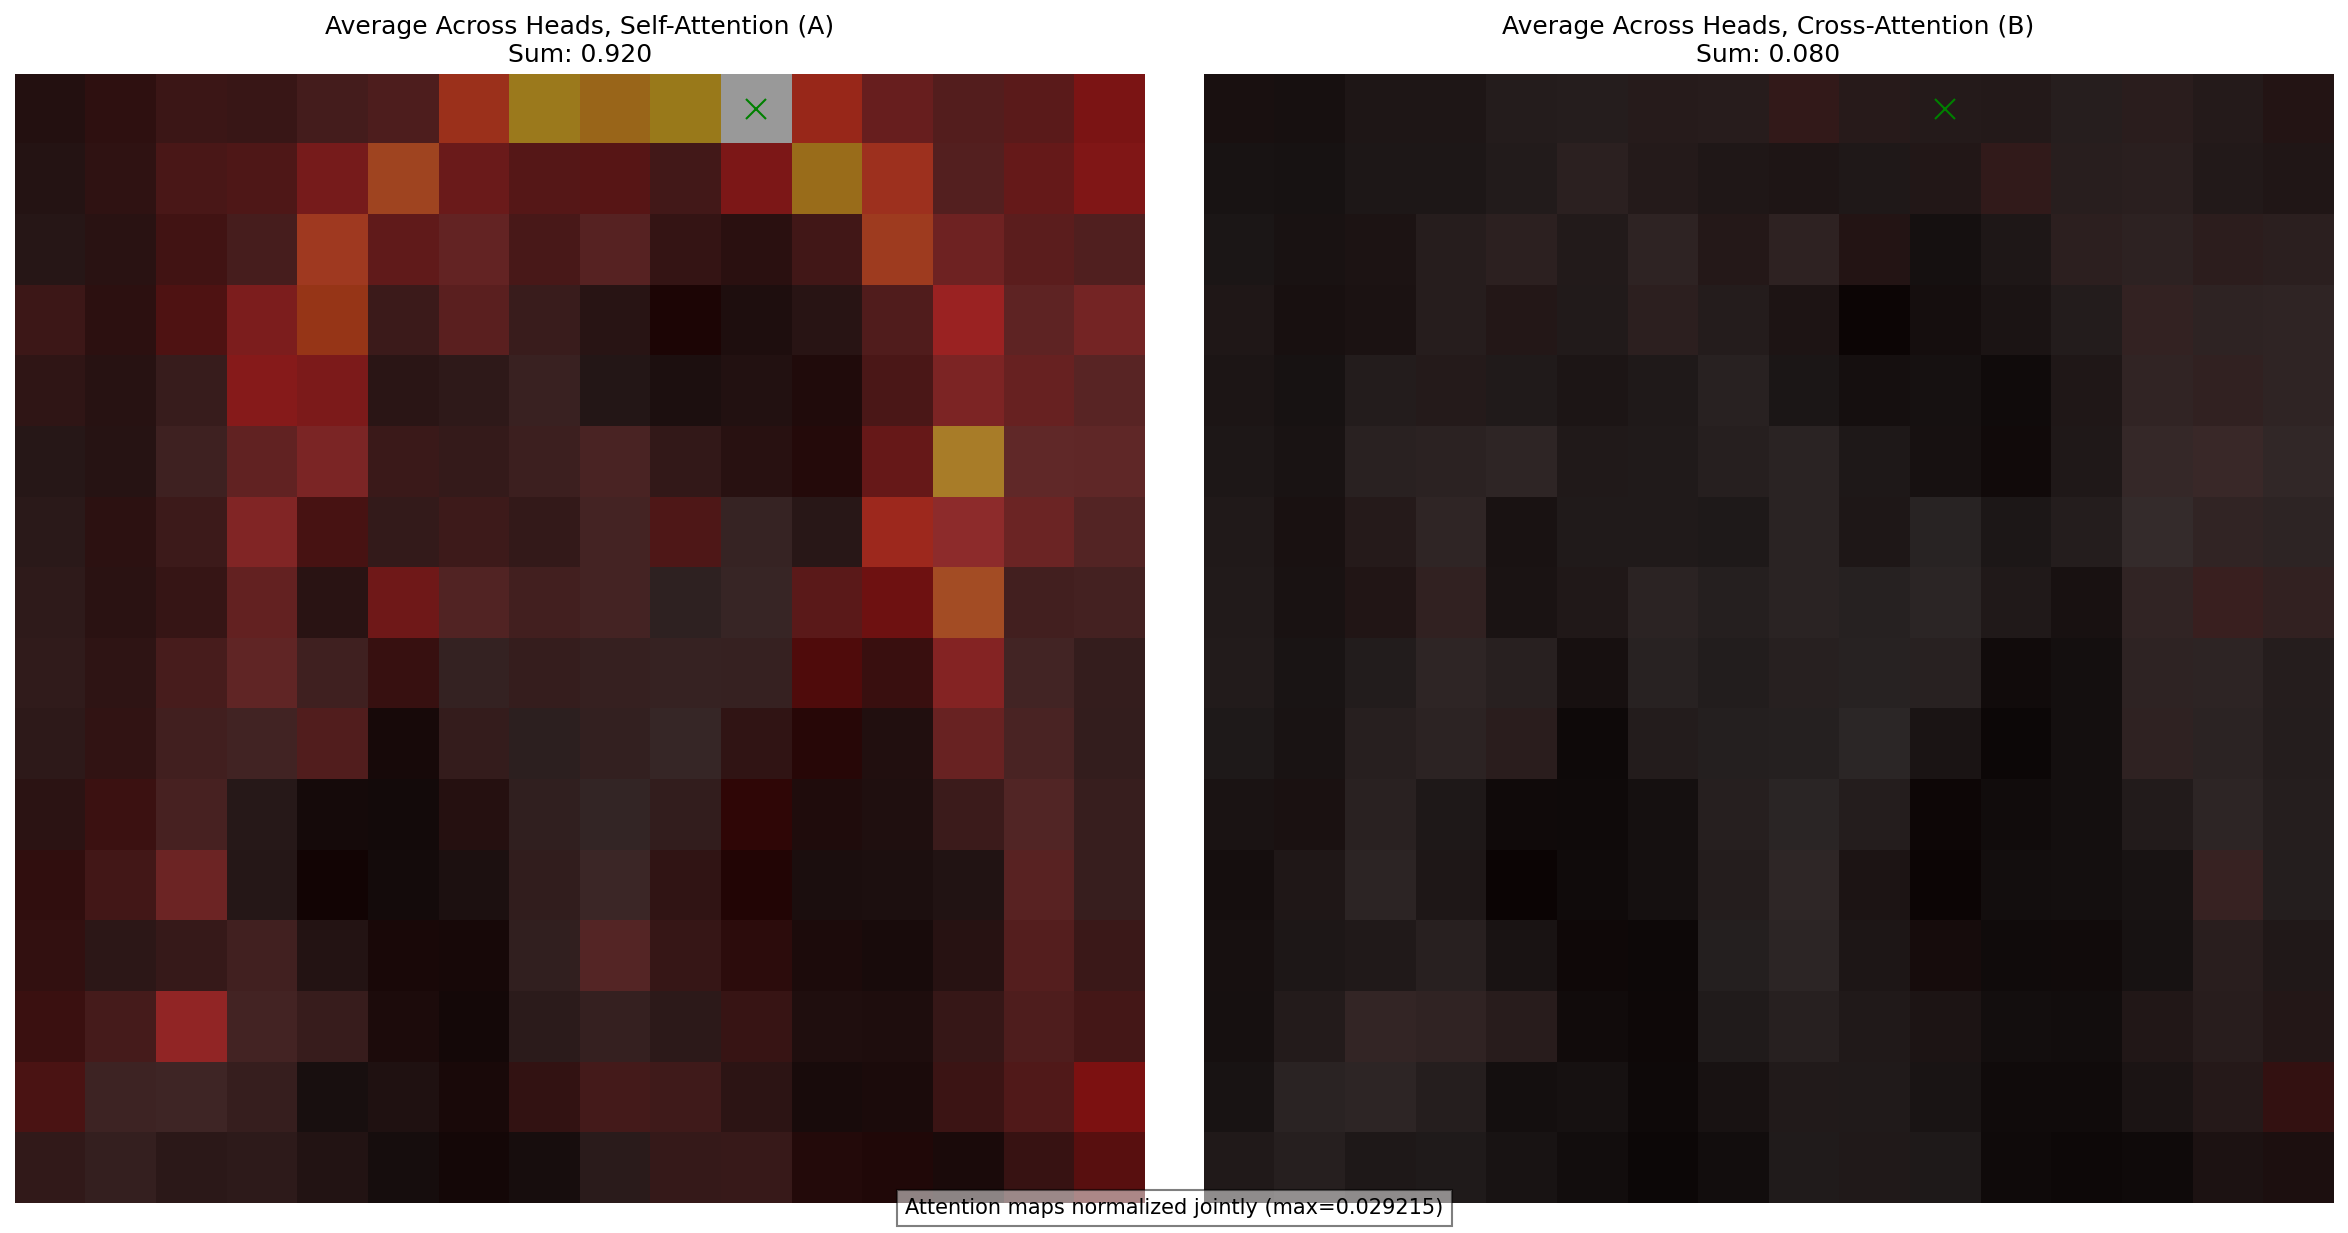 Average Across Heads, Self-Attention (A)
Sum: 0.920
Average Across Heads, Cross-Attention (B)
Sum: 0.080
Attention maps normalized jointly (max=0.029215)